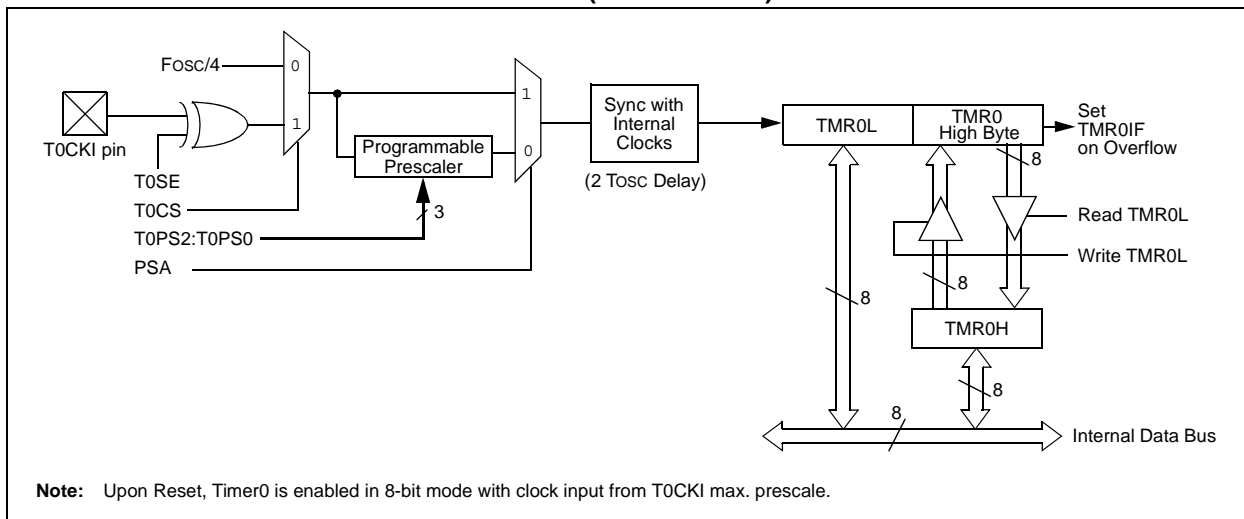 FOSC/4
0
1
T0CKI pin
T0SE
T0CS
T0PS2:T0PS0
PSA
Programmable
Prescaler
3
1
0
Sync with
Internal
Clocks
(2 TOSC Delay)
TMR0L
TMR0
High Byte
Set
TMR0IF
on Overflow
8
Read TMR0L
Write TMR0L
8
8
TMR0H
8
8
Internal Data Bus
Note: Upon Reset, Timer0 is enabled in 8-bit mode with clock input from T0CKI max. prescale.